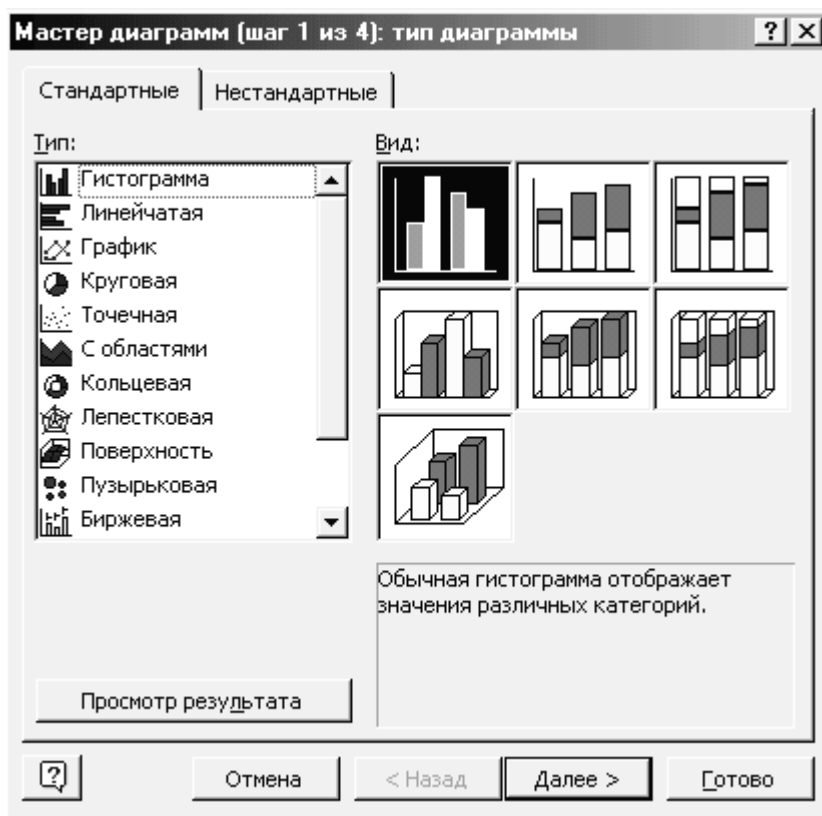 Мастер диаграмм (шаг 1 из 4): тип диаграммы
Стандартные
Нестандартные
Тип:
Вид:
Гистограмма
Линейчатая
График
Круговая
Точечная
С областями
Кольцевая
Лепестковая
Поверхность
Пузырьковая
Биржевая
Обычная гистограмма отображает
значения различных категорий.
Просмотр результата
Отмена
< Назад
Далее >
Готово